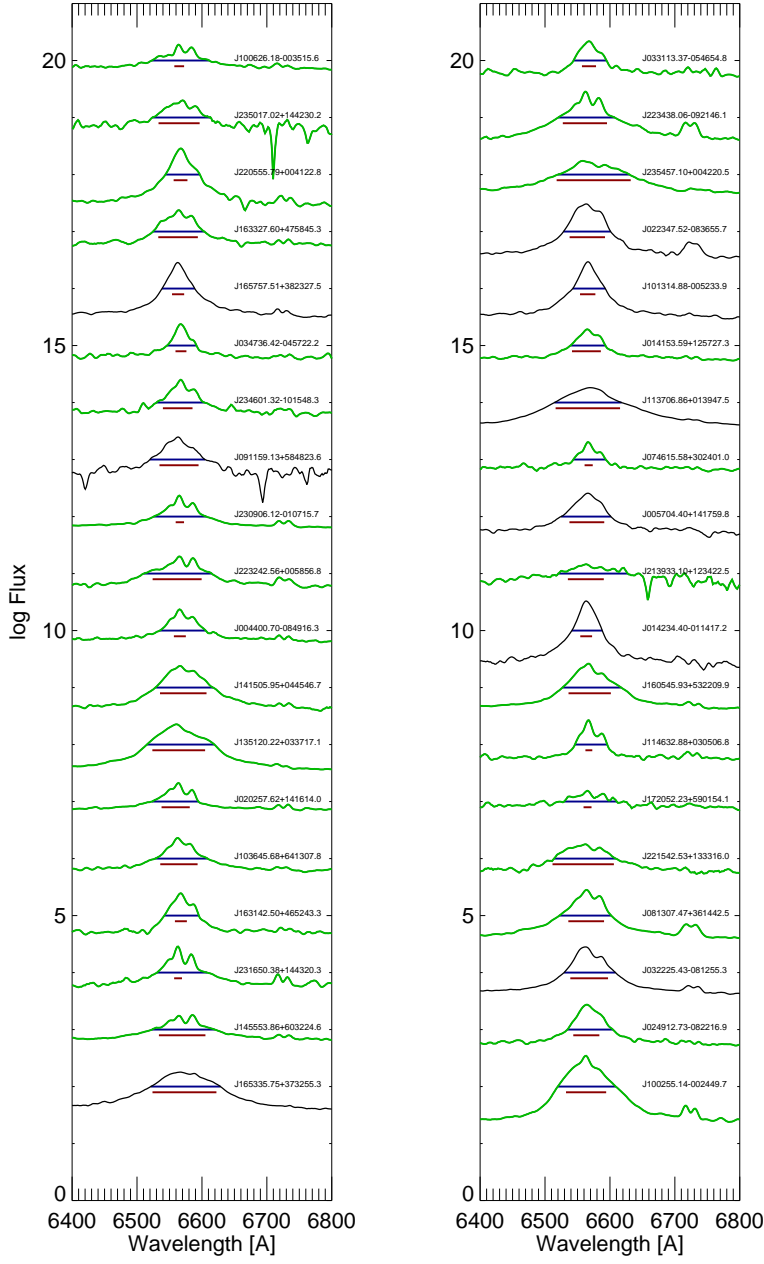 20
J100626.18-003515.6
J235017.02+144230.2
J220555.79+004122.8
J163327.60+475845.3
J165757.51+382327.5
15
J034736.42-045722.2
J234601.32-101548.3
J091159.13+584823.6
J230906.12-010715.7
J223242.56+005856.8
log Flux
10
J004400.70-084916.3
J141505.95+044546.7
J135120.22+033717.1
J020257.62+141614.0
J103645.68+641307.8
5
J163142.50+465243.3
J231650.38+144320.3
J145553.86+603224.6
J165335.75+373255.3
0
6400 6500 6600 6700 6800
Wavelength [A]
20
J033113.37-054654.8
J223438.06-092146.1
J235457.10+004220.5
J022347.52-083655.7
J101314.88-005233.9
15
J014153.59+125727.3
J113706.86+013947.5
J074615.58+302401.0
J005704.40+141759.8
J213933.10+123422.5
10
J014234.40-011417.2
J160545.93+532209.9
J114632.88+030506.8
J172052.23+590154.1
J221542.53+133316.0
5
J081307.47+361442.5
J032225.43-081255.3
J024912.73-082216.9
J100255.14-002449.7
0
6400 6500 6600 6700 6800
Wavelength [A]